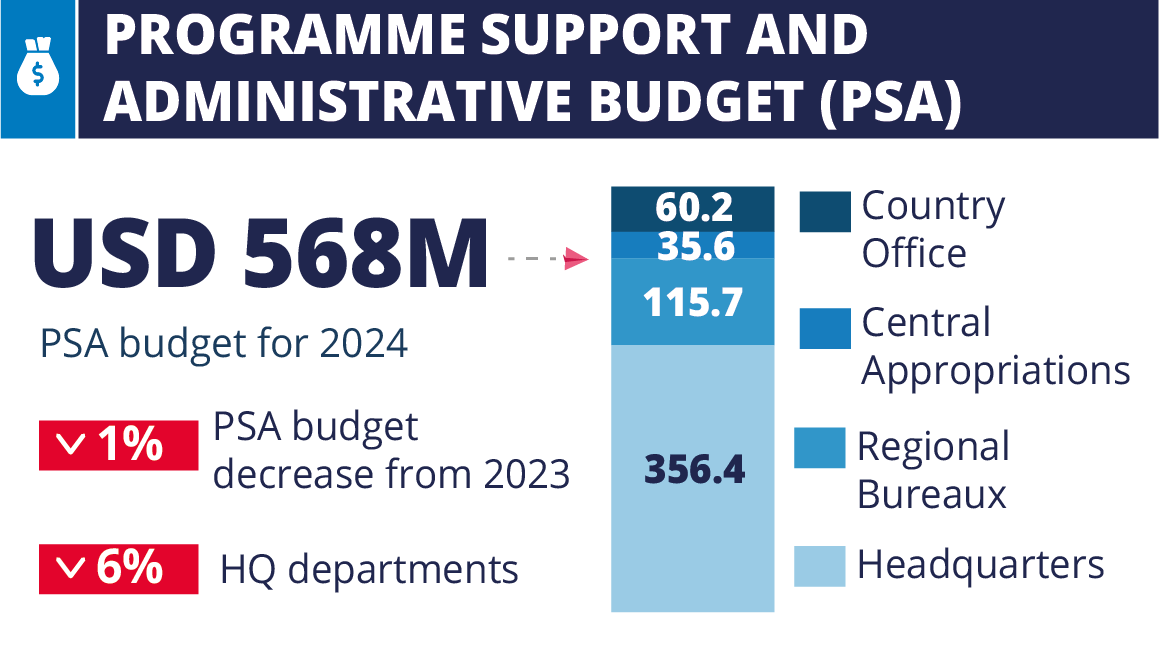 PROGRAMME SUPPORT AND
ADMINISTRATIVE BUDGET (PSA)
USD 568M
PSA budget for 2024
1%
PSA budget
decrease from 2023
6%
HQ departments
60.2
35.6
115.7
356.4
Country
Office
Central
Appropriations
Regional
Bureaux
Headquarters